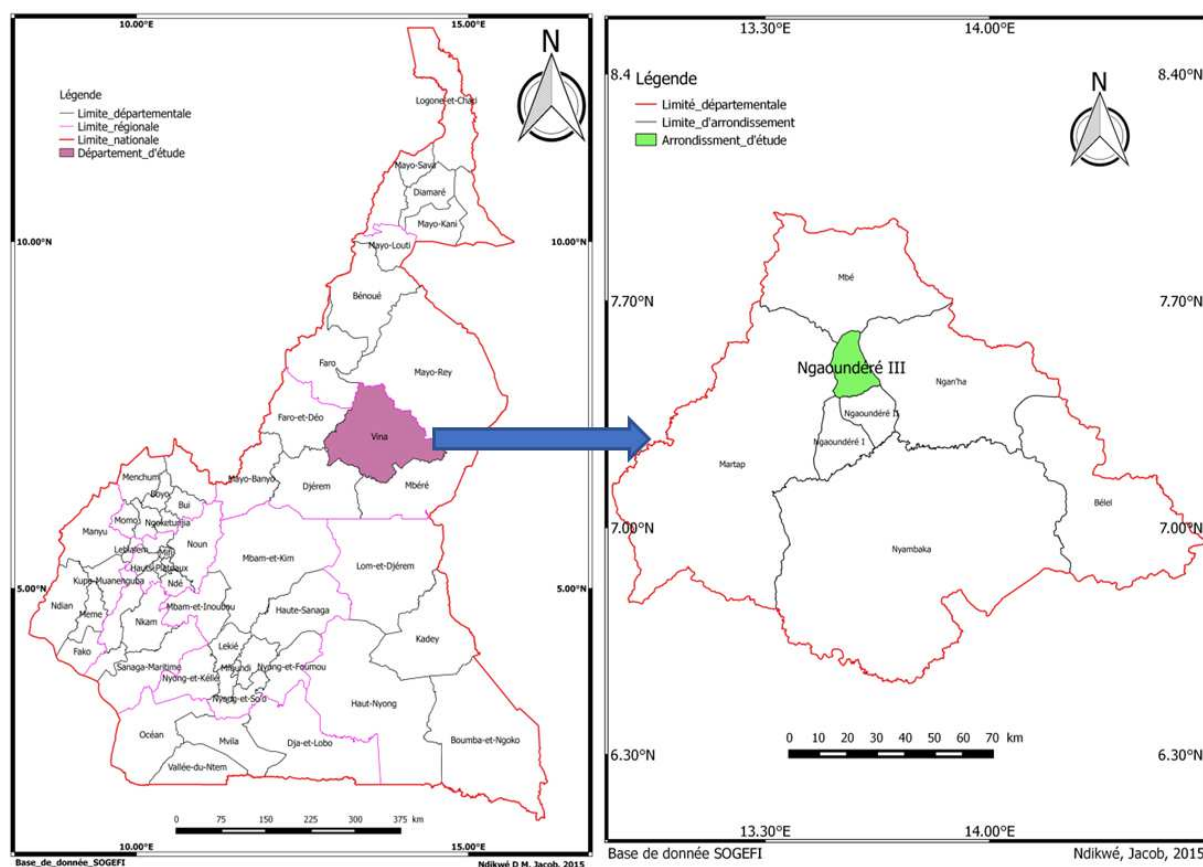 10.00°E
15.00°E
N
Légende
Limite_départementale
Limite_régionale
Limite_nationale
Département_d'étude
Logone-et-Chari
Mayo-Sava
Diamaré
Mayo-Kani
10.00°N
10.00°N
Mayo-Louti
Bénoué
Faro
Mayo-Rey
Faro-et-Déo
Vina
Mayo-Banyo
Djérem
Mbéré
Menchum
Boyo
Bui
Manyu
Momo
Ngoketunjia
Noun
Lebialem
Mifi
Hauts-Plateaux
Mbam-et-Kim
Lom-et-Djérem
Kupe-Muanenguba
Ndé
5.00°N
5.00°N
Ndian
Meme
Mbam-et-Inoubou
Haute-Sanaga
Nkam
Kadey
Fako
Lekié
Sanaga-Maritime
Mfoundi
Nyong-et-Foumou
Nyong-et-Kéllé
Nyong-et-So'o
Haut-Nyong
Océan
Mvila
Dja-et-Lobo
Boumba-et-Ngoko
Vallée-du-Ntem
0 75 150 225 300 375 km
10.00°E
15.00°E
Base_de_donnée_SOGEFI
Ndikwé D M, Jacob, 2015
13.30°E
14.00°E
8.4
8.40°N
N
Légende
Limité_départementale
Limite_d'arrondissement
Arrondissment_d'étude
Mbé
7.70°N
7.70°N
Ngaoundéré III
Ngan'ha
Ngaoundéré II
Ngaoundéré I
Martap
Bélel
7.00°N
7.00°N
Nyambaka
0 10 20 30 40 50 60 70 km
6.30°N
6.30°N
13.30°E
14.00°E
Base de donnée SOGEFI
Ndikwé, Jacob, 2015